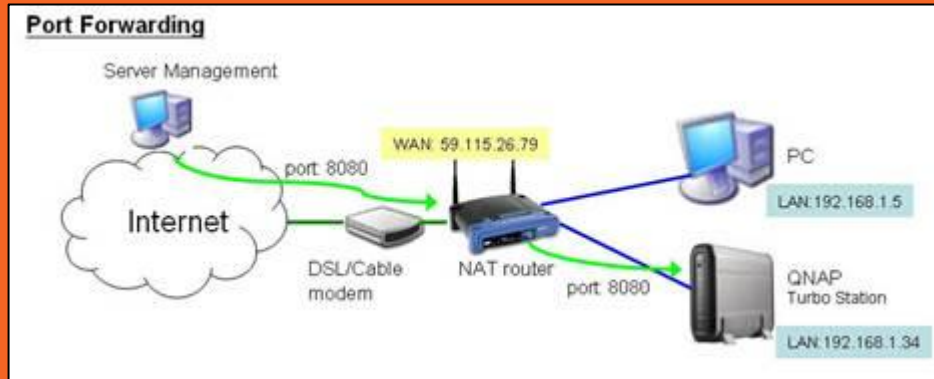 Port Forwarding
Server Management
WAN: 59.115.26.79
port: 8080
PC
LAN:192.168.1.5
Internet
DSL/Cable
modem
NAT router
port: 8080
QNAP
Turbo Station
LAN:192.168.1.34